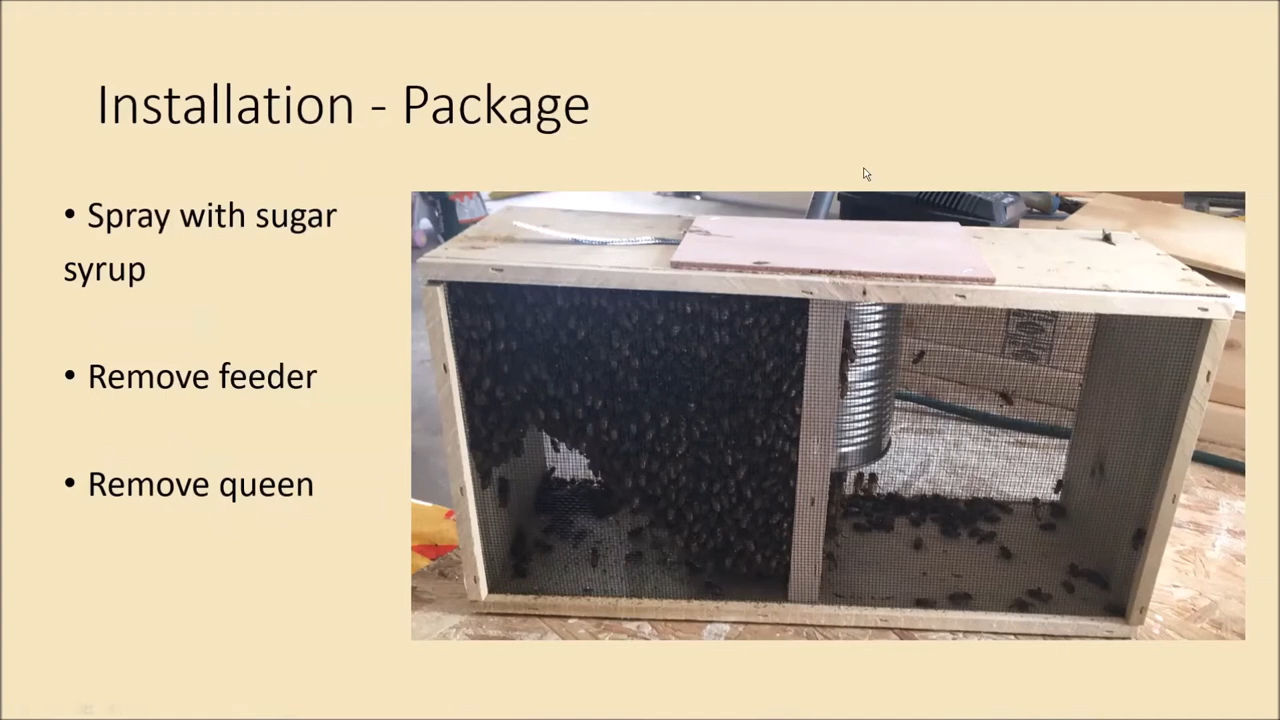 Installation - Package
• Spray with sugar
syrup
• Remove feeder
• Remove queen